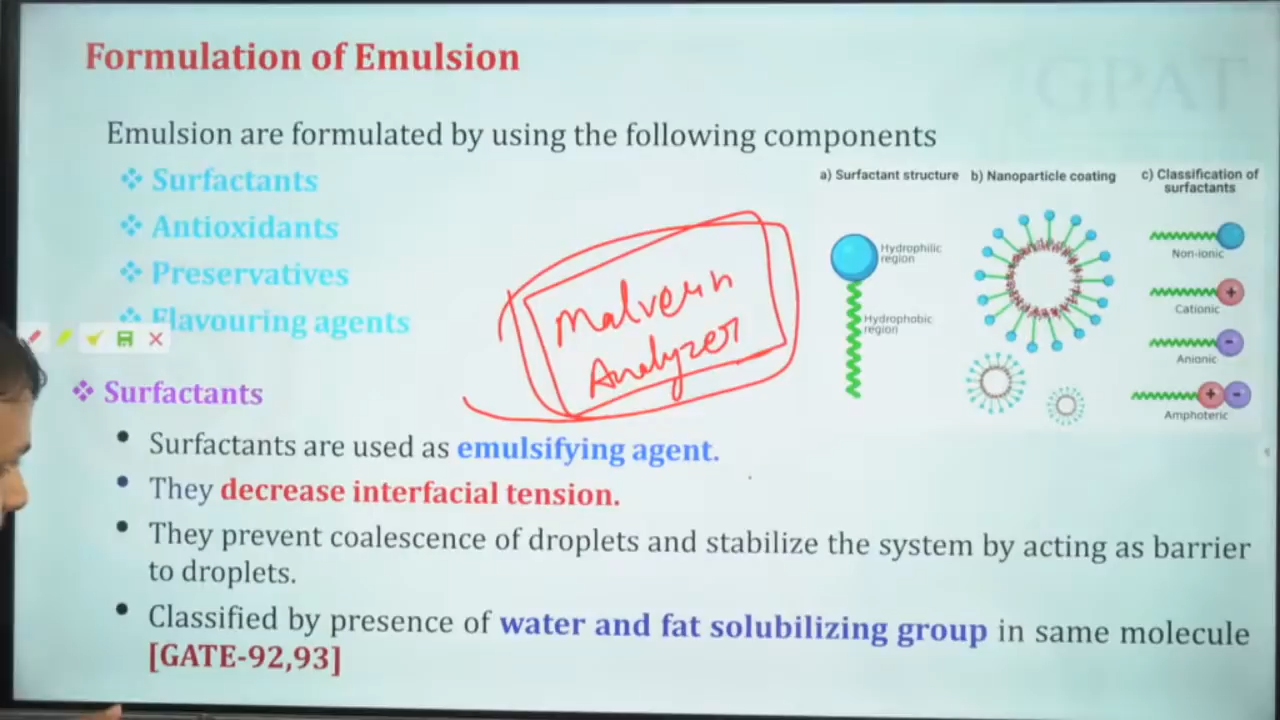 Formulation of Emulsion
GPAT
Emulsion are formulated by using the following components
❖ Surfactants
❖ Antioxidants
❖ Preservatives
❖ Flavouring agents
a) Surfactant structure
Hydrophilic
region
Hydrophobic
region
b) Nanoparticle coating
c) Classification of
surfactants
Non-ionic
+
Cationic
-
Anionic
+ -
Amphoteric
Malvern
Analyzer
❖ Surfactants
• Surfactants are used as emulsifying agent.
• They decrease interfacial tension.
• They prevent coalescence of droplets and stabilize the system by acting as barrier
to droplets.
• Classified by presence of water and fat solubilizing group in same molecule
[GATE-92,93]